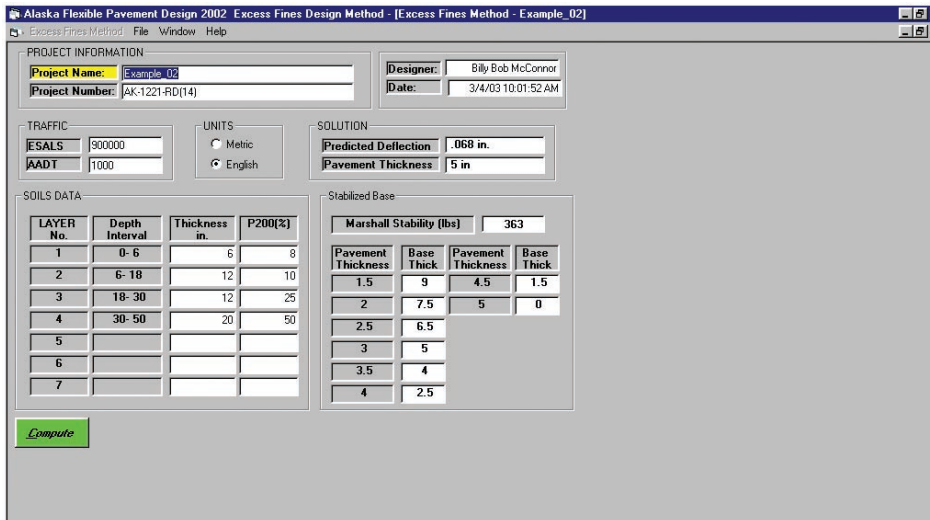 Alaska Flexible Pavement Design 2002 Excess Fines Design Method - [Excess Fines Method - Example_02]
Excess Fines Method File Window Help
PROJECT INFORMATION
Project Name: Example_02
Project Number: AK-1221-RD(14)
Designer: Billy Bob McConnor
Date: 3/4/03 10:01:52 AM
TRAFFIC
ESALS 900000
AADT 1000
UNITS
Metric
English
SOLUTION
Predicted Deflection .068 in.
Pavement Thickness 5 in
SOILS DATA
LAYER No. Depth Interval Thickness in. P200(%)
1 0- 6 6 8
2 6- 18 12 10
3 18- 30 12 25
4 30- 50 20 50
5
6
7
Stabilized Base
Marshall Stability (lbs) 363
Pavement Thickness Base Thick Pavement Thickness Base Thick
1.5 9 4.5 1.5
2 7.5 5 0
2.5 6.5
3 5
3.5 4
4 2.5
Compute